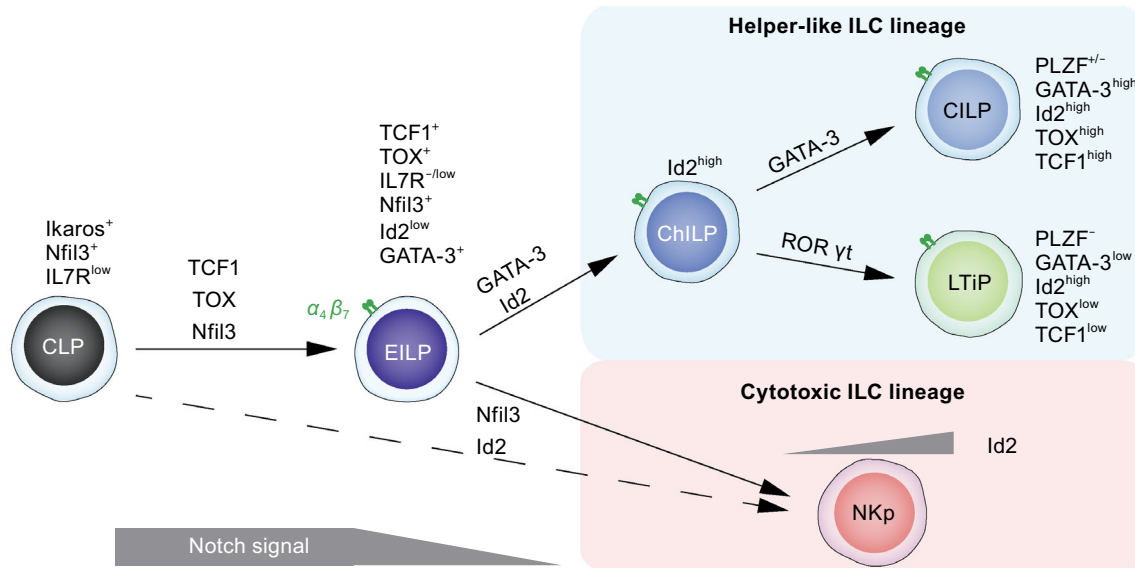 Helper-like ILC lineage
PLZF⁺/⁻
GATA-3ʰⁱᵍʰ
Id2ʰⁱᵍʰ
TOXʰⁱᵍʰ
TCF1ʰⁱᵍʰ
CILP
GATA-3
Id2ʰⁱᵍʰ
ChILP
ROR γt
PLZF⁻
GATA-3ˡᵒʷ
Id2ʰⁱᵍʰ
TOXˡᵒʷ
TCF1ˡᵒʷ
LTiP
TCF1⁺
TOX⁺
IL7R⁻/ˡᵒʷ
Nfil3⁺
Id2ˡᵒʷ
GATA-3⁺
Ikaros⁺
Nfil3⁺
IL7Rˡᵒʷ
CLP
TCF1
TOX
Nfil3
α₄ β₇
EILP
GATA-3
Id2
Nfil3
Id2
Cytotoxic ILC lineage
Id2
NKp
Notch signal